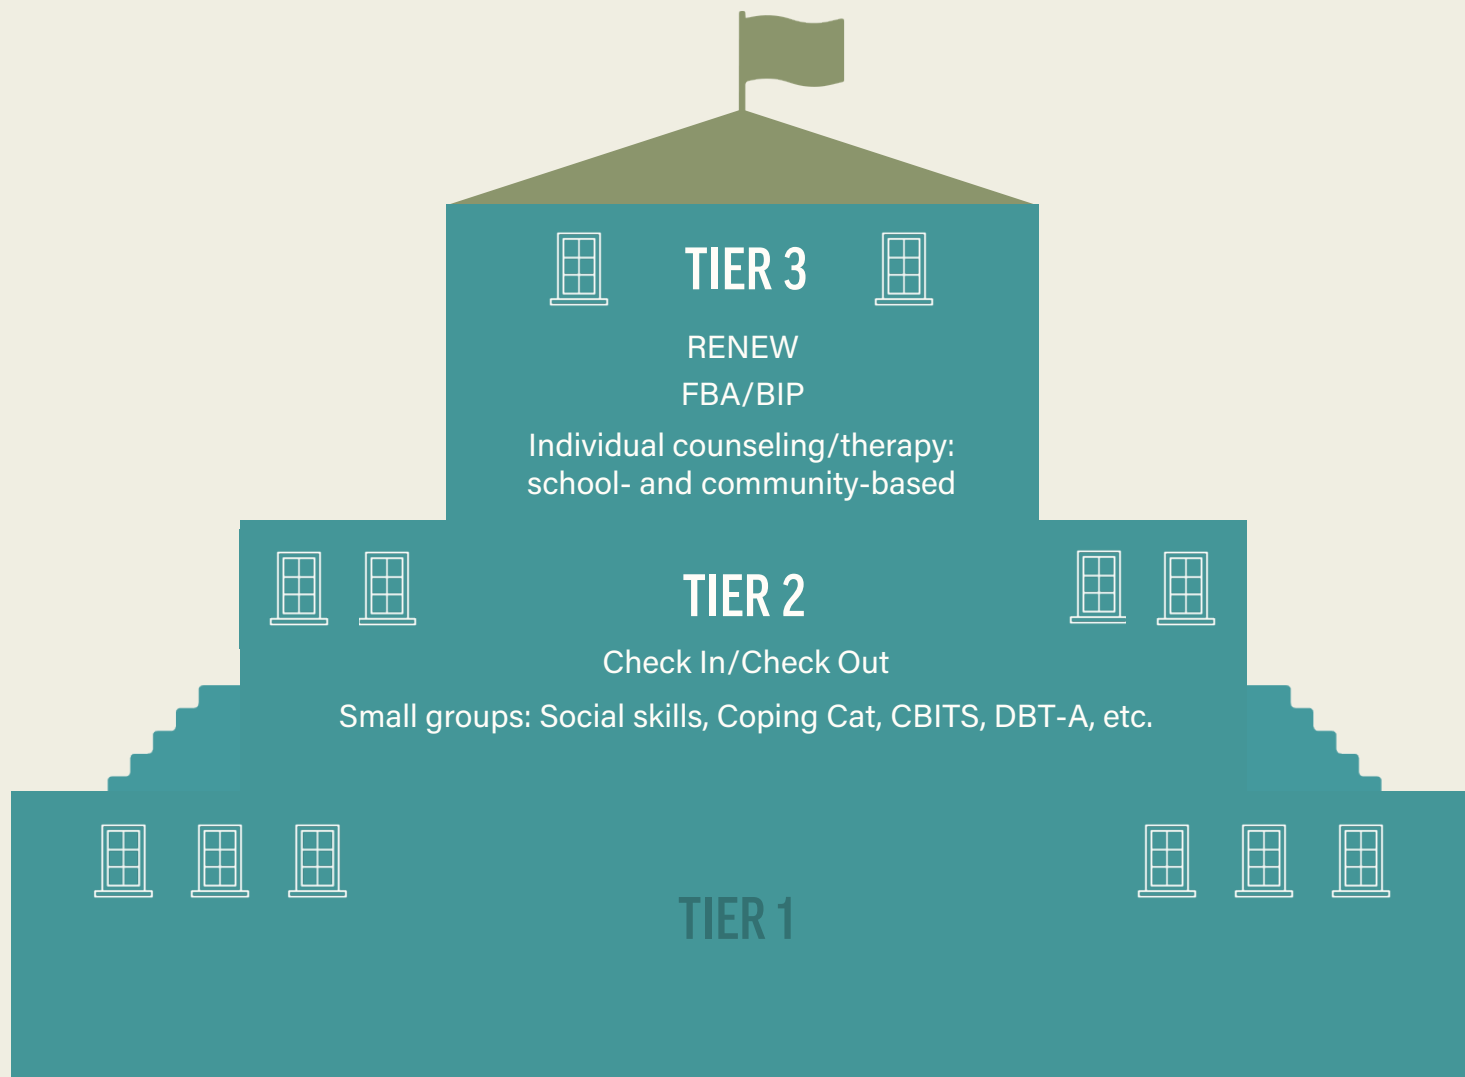 TIER 3
RENEW
FBA/BIP
Individual counseling/therapy:
school- and community-based
TIER 2
Check In/Check Out
Small groups: Social skills, Coping Cat, CBITS, DBT-A, etc.
TIER 1